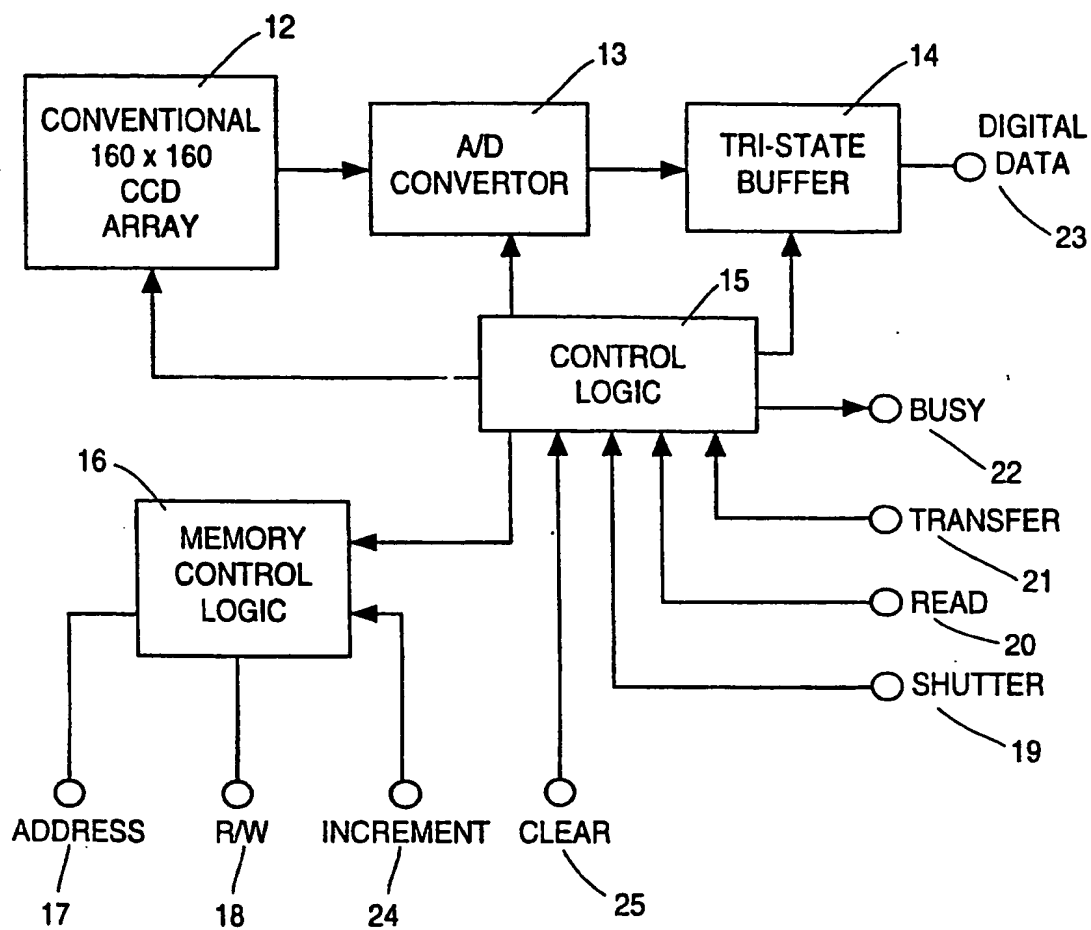 12
13
14
CONVENTIONAL
160 x 160
CCD
ARRAY
A/D
CONVERTOR
TRI-STATE
BUFFER
DIGITAL
DATA
23
15
CONTROL
LOGIC
BUSY
22
16
MEMORY
CONTROL
LOGIC
TRANSFER
21
READ
20
SHUTTER
19
ADDRESS
R/W
INCREMENT
CLEAR
17
18
24
25